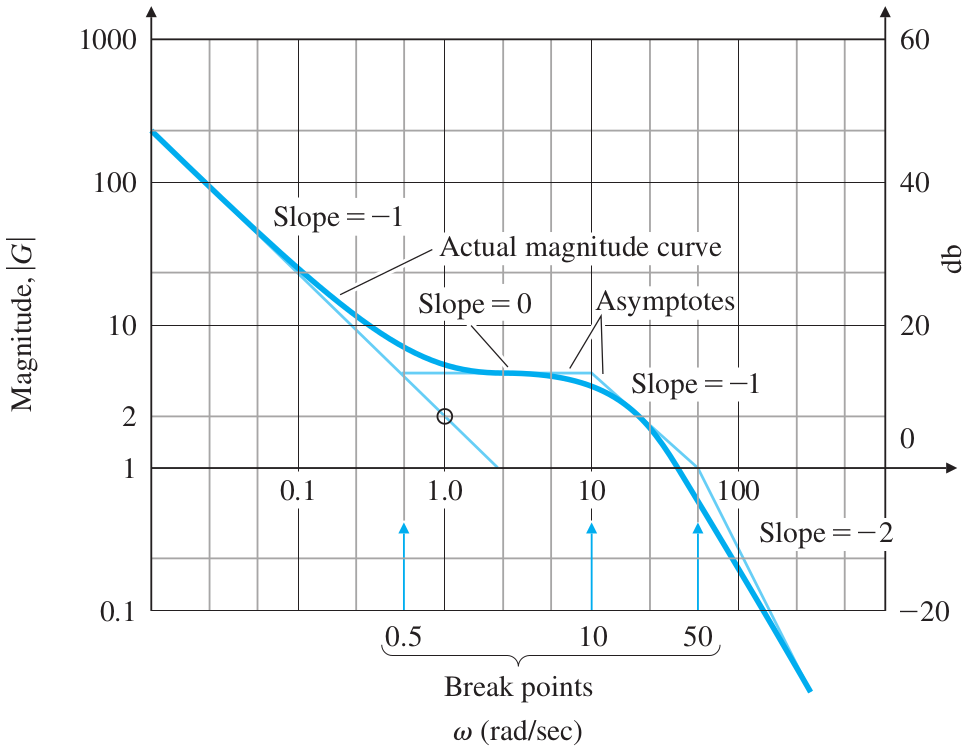 1000
60
100
40
Slope = −1
Actual magnitude curve
Magnitude, |G|
db
Slope = 0
Asymptotes
10
20
Slope = −1
2
0
1
0.1
1.0
10
100
Slope = −2
0.1
−20
0.5
10
50
Break points
ω (rad/sec)